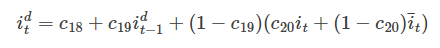 $i_t^d = c_{18} + c_{19} i_{t-1}^d + (1 - c_{19})(c_{20} i_t + (1 - c_{20}) \bar{i}_t)$